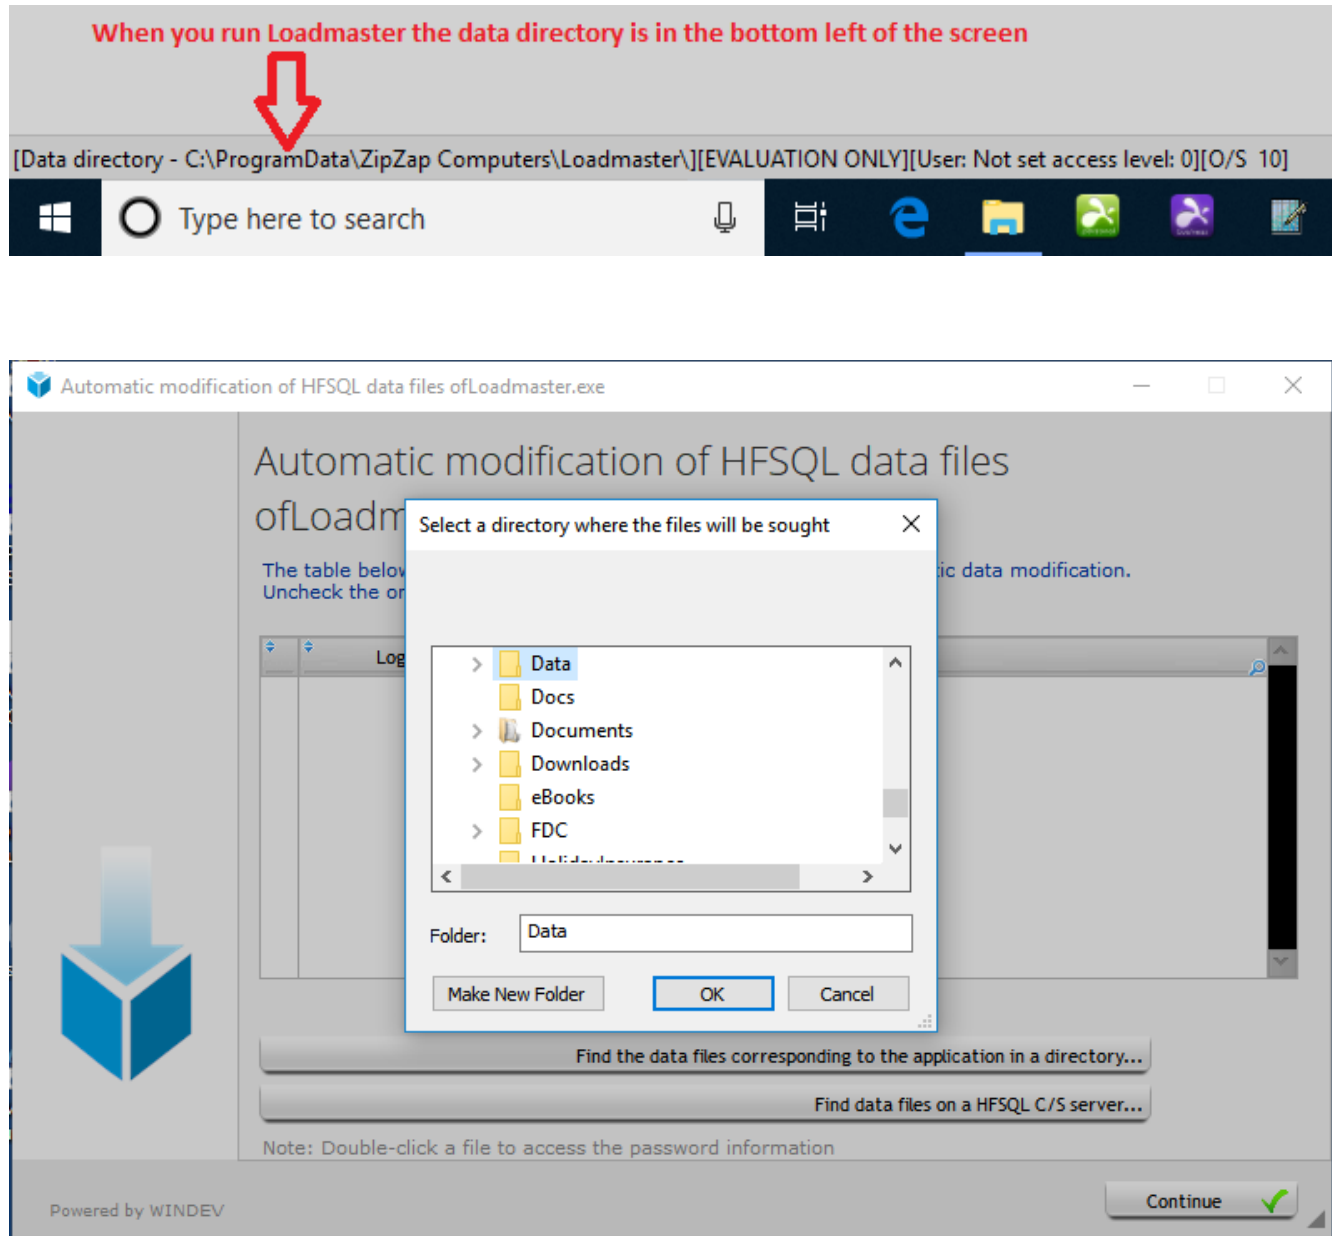 When you run Loadmaster the data directory is in the bottom left of the screen
[Data directory - C:\ProgramData\ZipZap Computers\Loadmaster\][EVALUATION ONLY][User: Not set access level: 0][O/S  10]
Type here to search
Automatic modification of HFSQL data files ofLoadmaster.exe
Automatic modification of HFSQL data files
ofLoadm
Select a directory where the files will be sought
The table below
ic data modification.
Uncheck the or
Log
Data
Docs
Documents
Downloads
eBooks
FDC
Folder:
Data
Make New Folder
OK
Cancel
Find the data files corresponding to the application in a directory...
Find data files on a HFSQL C/S server...
Note: Double-click a file to access the password information
Powered by WINDEV
Continue